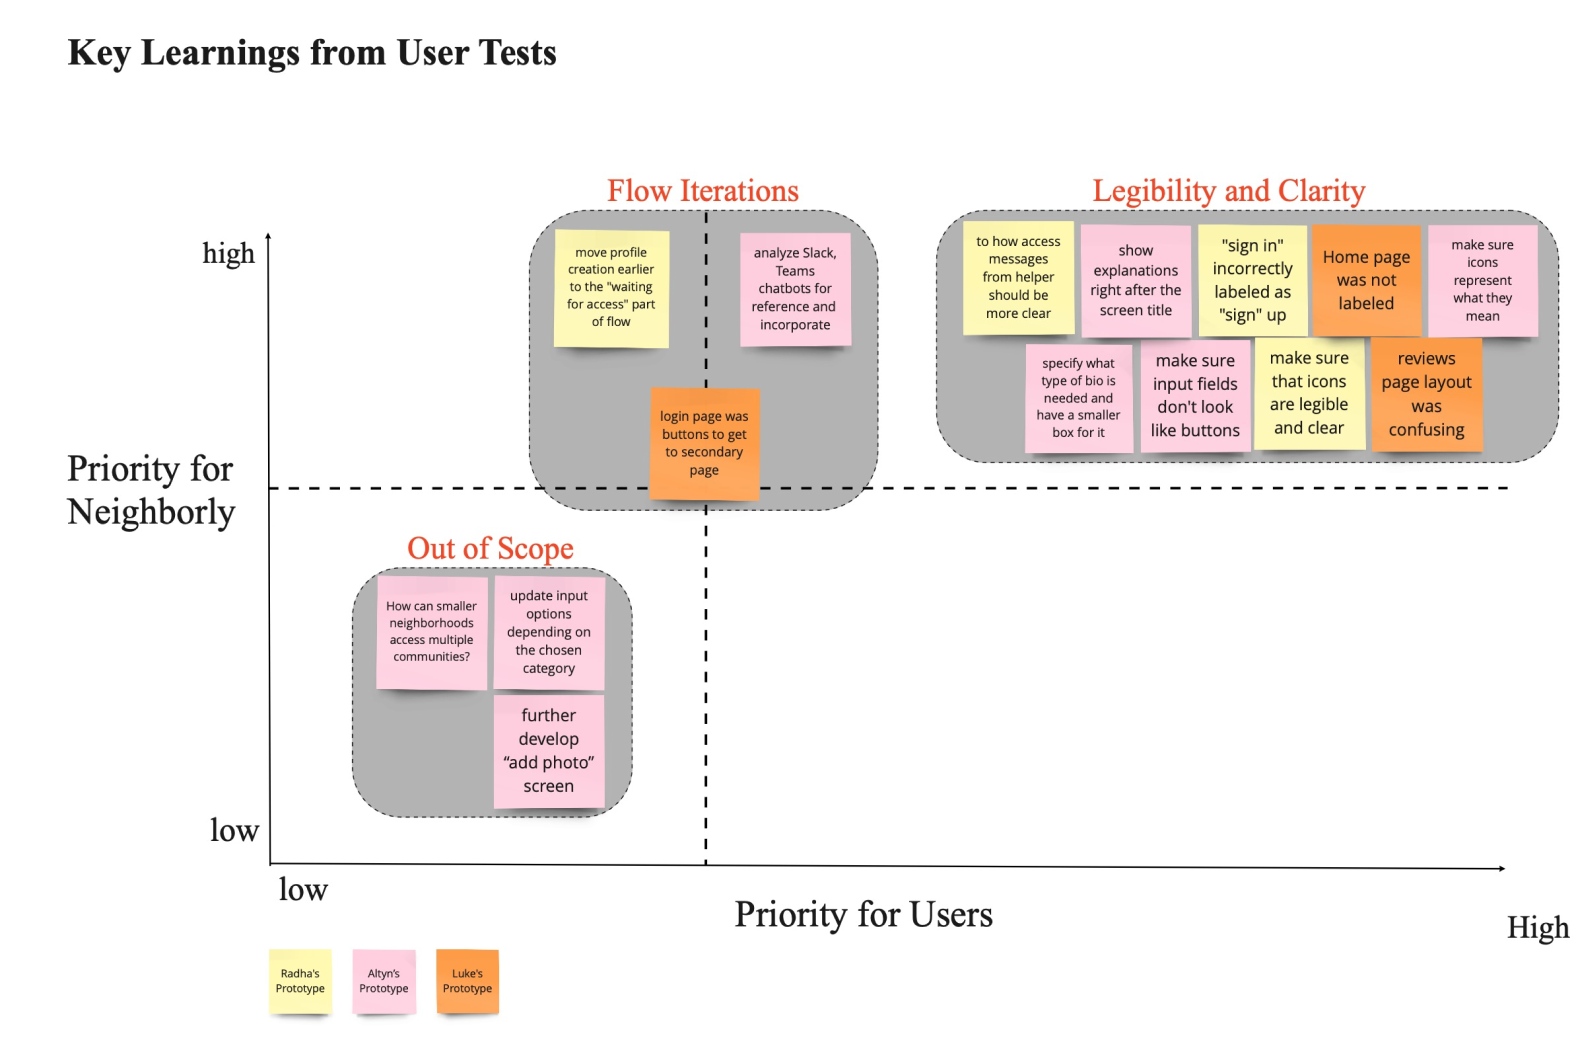 Key Learnings from User Tests
Flow Iterations
Legibility and Clarity
high
move profile
creation earlier
to the "waiting
for access" part
of flow
analyze Slack,
Teams
chatbots for
reference and
incorporate
login page was
buttons to get
to secondary
page
to how access
messages
from helper
should be
more clear
show
explanations
right after the
screen title
"sign in"
incorrectly
labeled as
"sign" up
Home page
was not
labeled
make sure
icons
represent
what they
mean
specify what
type of bio is
needed and
have a smaller
box for it
make sure
input fields
don't look
like buttons
make sure
that icons
are legible
and clear
reviews
page layout
was
confusing
Priority for
Neighborly
Out of Scope
How can smaller
neighborhoods
access multiple
communities?
update input
options
depending on
the chosen
category
further
develop
“add photo”
screen
low
low
Priority for Users
High
Radha's
Prototype
Altyn’s
Prototype
Luke's
Prototype